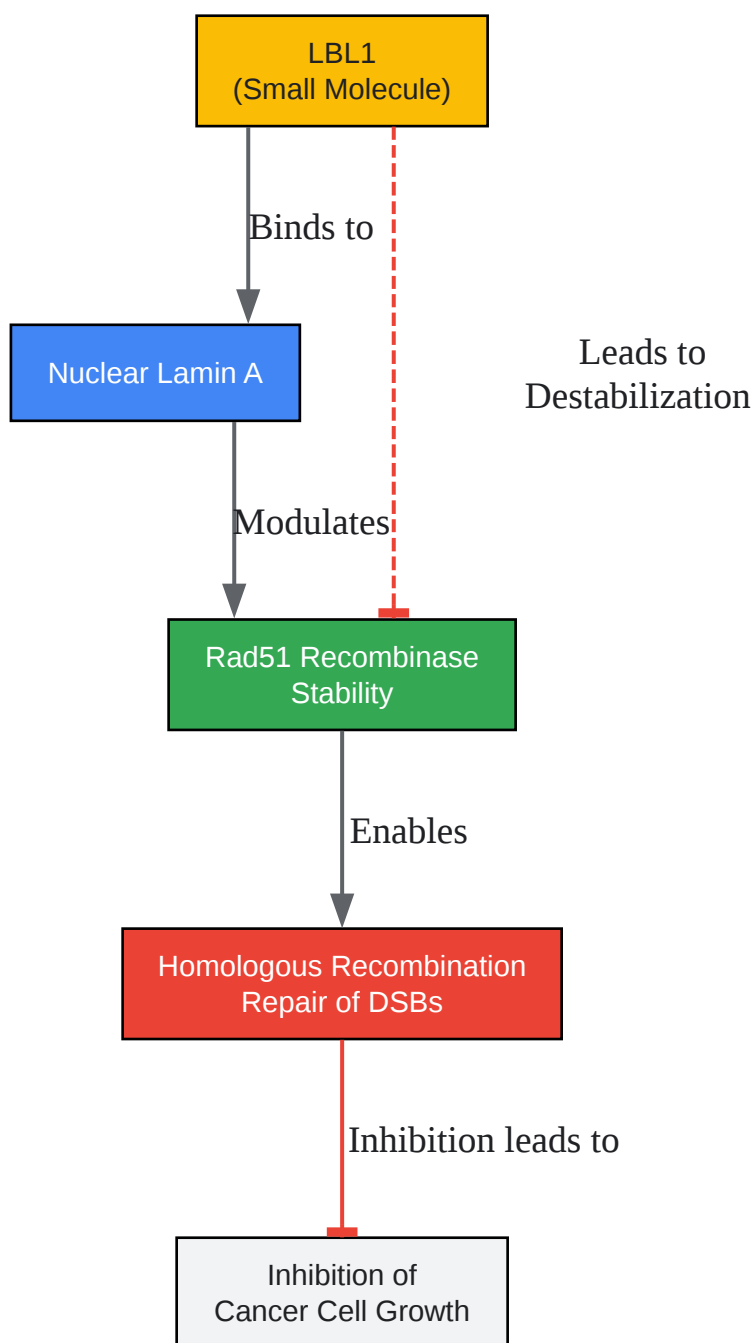 LBL1
(Small Molecule)
Binds to
Nuclear Lamin A
Leads to
Destabilization
Modulates
Rad51 Recombinase
Stability
Enables
Homologous Recombination
Repair of DSBs
Inhibition leads to
Inhibition of
Cancer Cell Growth